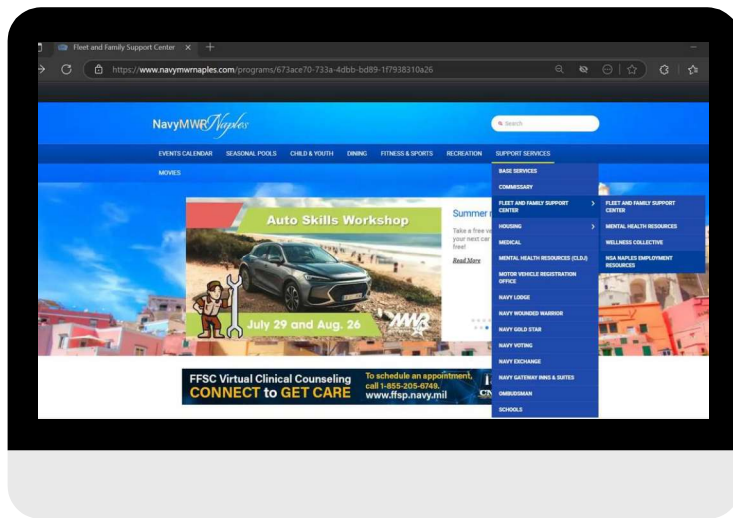 Fleet and Family Support Center
https://www.navymwrnaples.com/programs/673ace70-733a-4dbb-bd89-1f7938310a26
NavyMWR Naples
Search
EVENTS CALENDAR SEASONAL POOLS CHILD & YOUTH DINING FITNESS & SPORTS RECREATION SUPPORT SERVICES
MOVIES
BASE SERVICES
COMMISSARY
FLEET AND FAMILY SUPPORT
CENTER
HOUSING
MEDICAL
MENTAL HEALTH RESOURCES (CLDJ)
MOTOR VEHICLE REGISTRATION
OFFICE
NAVY LODGE
NAVY WOUNDED WARRIOR
NAVY GOLD STAR
NAVY VOTING
NAVY EXCHANGE
NAVY GATEWAY INNS & SUITES
OMBUDSMAN
SCHOOLS
FLEET AND FAMILY SUPPORT
CENTER
MENTAL HEALTH RESOURCES
WELLNESS COLLECTIVE
NSA NAPLES EMPLOYMENT
RESOURCES
Auto Skills Workshop
July 29 and Aug. 26
MWR
Summer
Take a free
your next car
free!
Read More
FFSC Virtual Clinical Counseling
CONNECT to GET CARE
To schedule an appointment,
call 1-855-205-6749.
www.ffsp.navy.mil